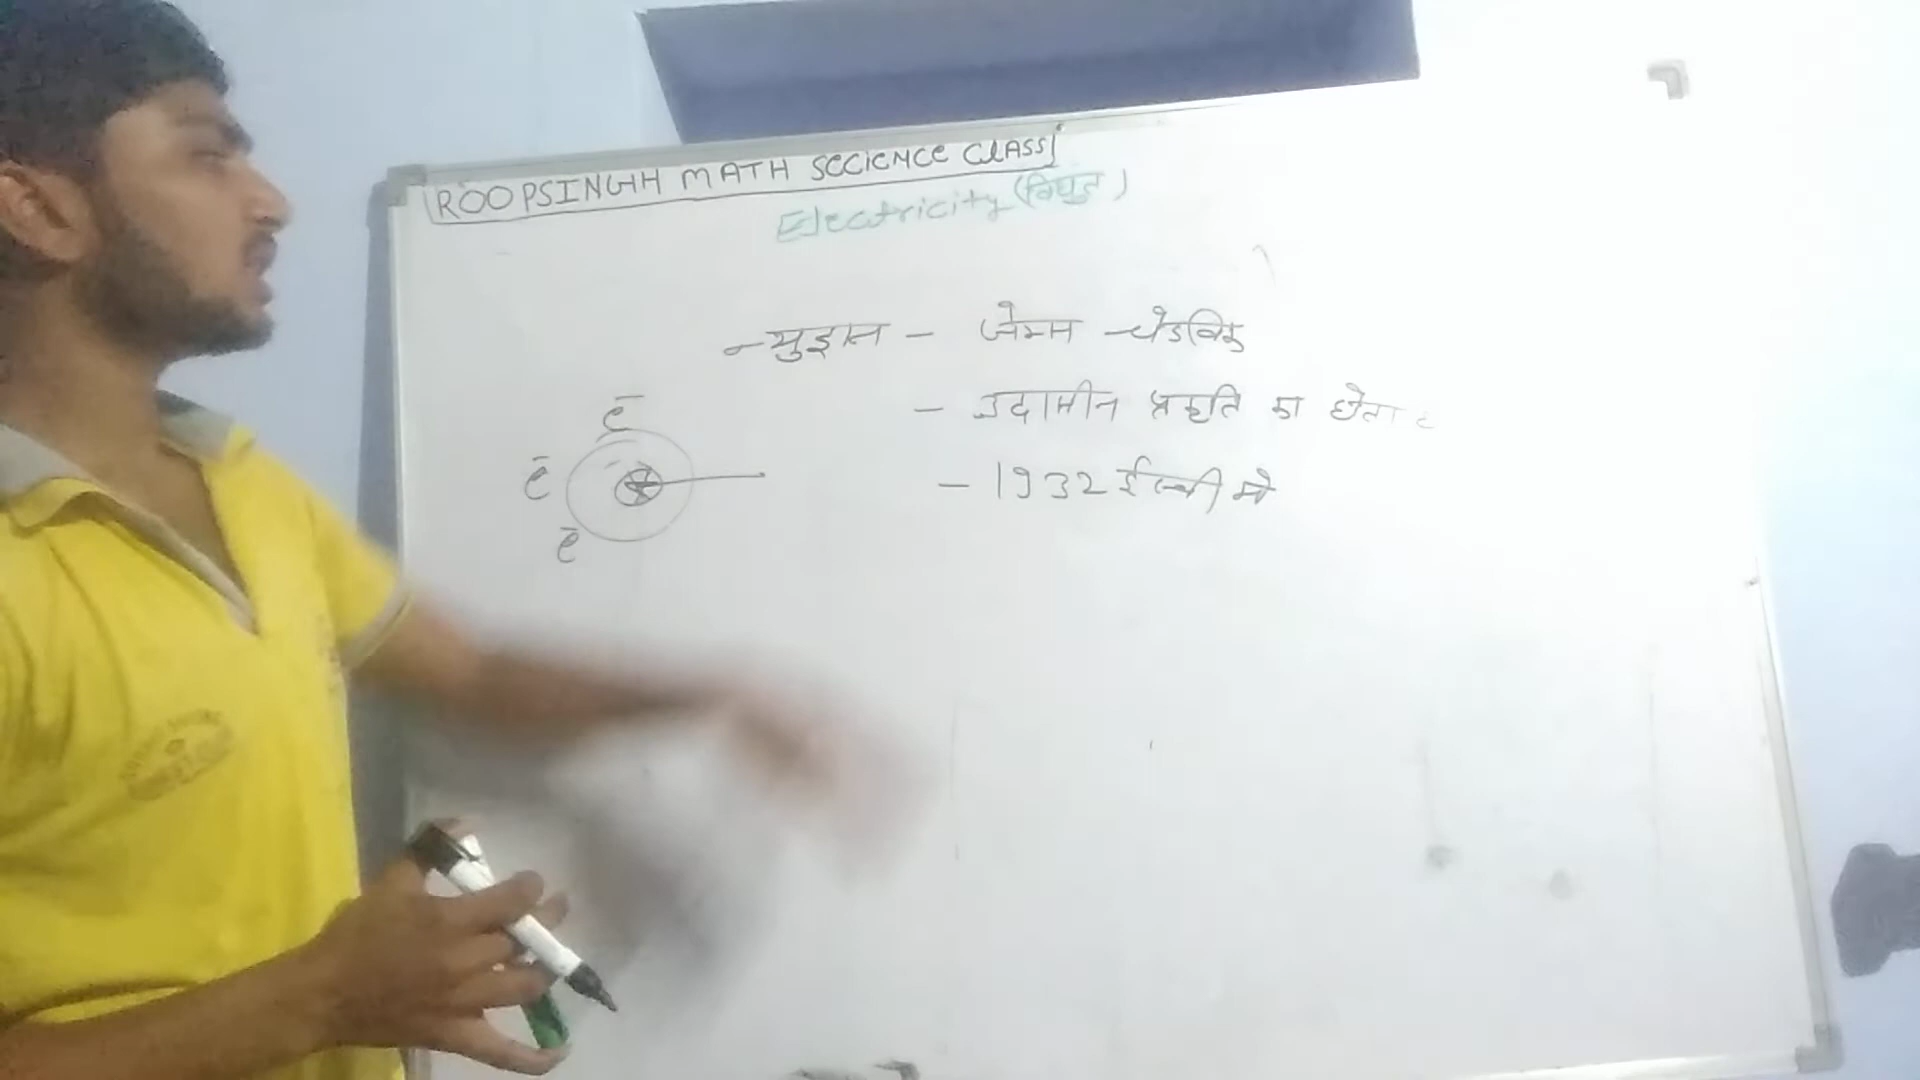 ROOPSINGH MATH SCCIENCE CLASS
Electricity (विघुत)
न्युट्रान - जेम्स चेडविक
- उदासीन प्रकृति का होता ह
e⁻
e⁻
- 1932 ईस्वी मे
e⁻